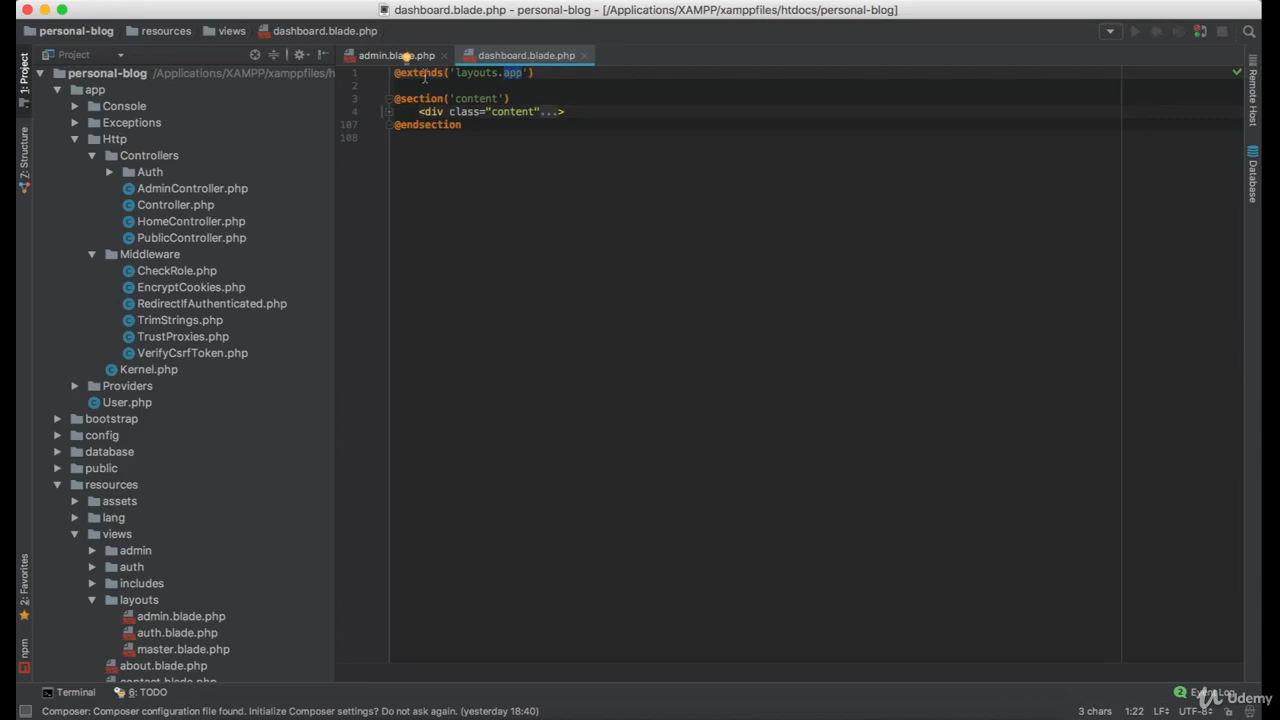 dashboard.blade.php - personal-blog - [/Applications/XAMPP/xamppfiles/htdocs/personal-blog]
personal-blog resources views dashboard.blade.php
Project
admin.blade.php dashboard.blade.php
personal-blog /Applications/XAMPP/xamppfiles/h
app
Console
Exceptions
Http
Controllers
Auth
AdminController.php
Controller.php
HomeController.php
PublicController.php
Middleware
CheckRole.php
EncryptCookies.php
RedirectIfAuthenticated.php
TrimStrings.php
TrustProxies.php
VerifyCsrfToken.php
Kernel.php
Providers
User.php
bootstrap
config
database
public
resources
assets
lang
views
admin
auth
includes
layouts
admin.blade.php
auth.blade.php
master.blade.php
about.blade.php
contact.blade.php
1 @extends('layouts.app')
2
3 @section('content')
4 <div class="content"...>
107 @endsection
108
1: Project
Z: Structure
2: Favorites
npm
Remote Host
Database
Terminal 6: TODO
2 Event Log
Udemy
Composer: Composer configuration file found. Initialize Composer settings? Do not ask again. (yesterday 18:40)
3 chars 1:22 LF÷ UTF-8÷